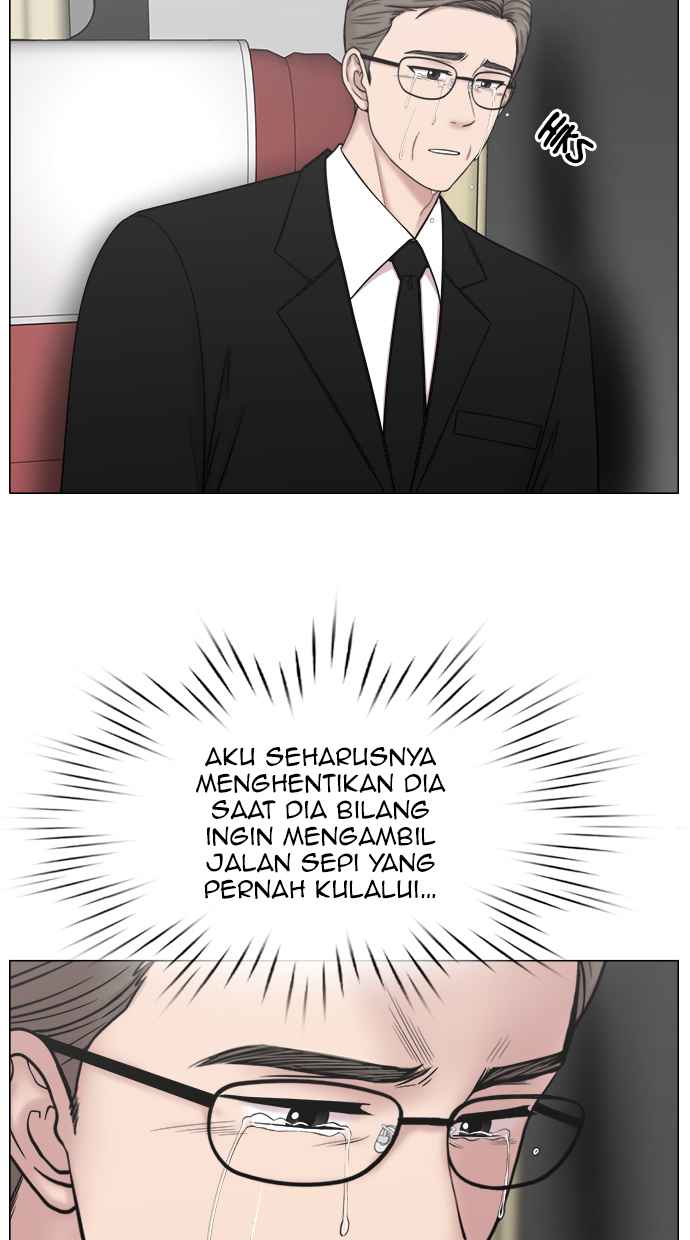 HIKS
AKU SEHARUSNYA
MENGHENTIKAN DIA
SAAT DIA BILANG
INGIN MENGAMBIL
JALAN SEPI YANG
PERNAH KULALUI...